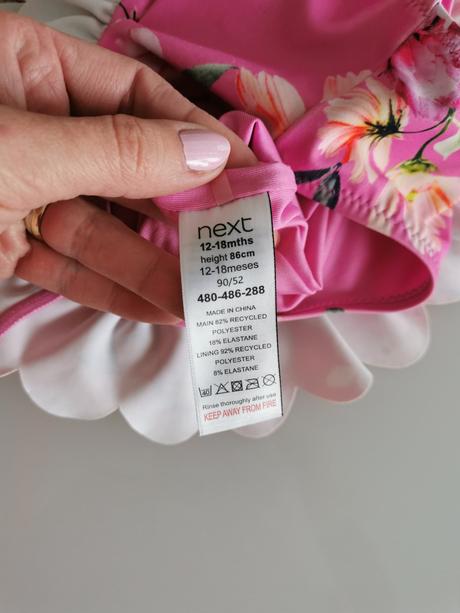 next
12-18mths
height 86cm
12-18meses
90/52
480-486-288
MADE IN CHINA
MAIN 82% RECYCLED
POLYESTER
18% ELASTANE
LINING 92% RECYCLED
POLYESTER
8% ELASTANE
40
Rinse thoroughly after use
KEEP AWAY FROM FIRE